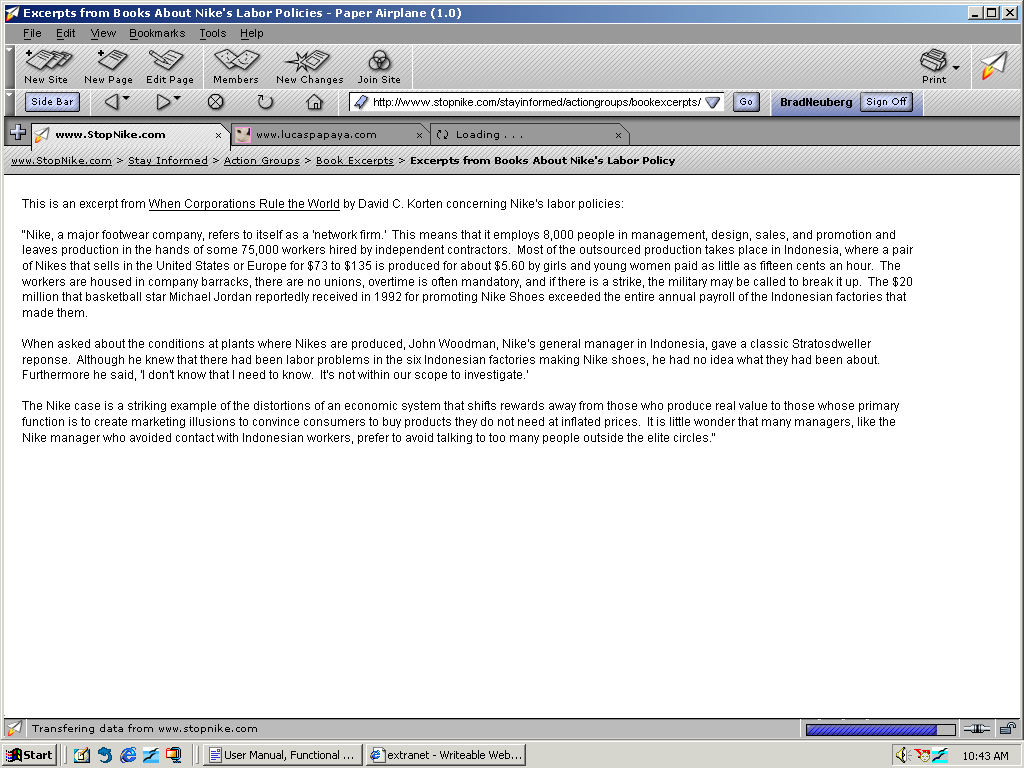 Excerpts from Books About Nike's Labor Policies - Paper Airplane (1.0)
File Edit View Bookmarks Tools Help
New Site New Page Edit Page Members New Changes Join Site Print
Side Bar http://wwww.stopnike.com/stayinformed/actiongroups/bookexcerpts/ Go BradNeuberg Sign Off
www.StopNike.com x www.lucaspapaya.com x Loading . . . x
www.StopNike.com > Stay Informed > Action Groups > Book Excerpts > Excerpts from Books About Nike's Labor Policy
This is an excerpt from When Corporations Rule the World by David C. Korten concerning Nike's labor policies:
"Nike, a major footwear company, refers to itself as a 'network firm.' This means that it employs 8,000 people in management, design, sales, and promotion and
leaves production in the hands of some 75,000 workers hired by independent contractors. Most of the outsourced production takes place in Indonesia, where a pair
of Nikes that sells in the United States or Europe for $73 to $135 is produced for about $5.60 by girls and young women paid as little as fifteen cents an hour. The
workers are housed in company barracks, there are no unions, overtime is often mandatory, and if there is a strike, the military may be called to break it up. The $20
million that basketball star Michael Jordan reportedly received in 1992 for promoting Nike Shoes exceeded the entire annual payroll of the Indonesian factories that
made them.
When asked about the conditions at plants where Nikes are produced, John Woodman, Nike's general manager in Indonesia, gave a classic Stratosdweller
reponse. Although he knew that there had been labor problems in the six Indonesian factories making Nike shoes, he had no idea what they had been about.
Furthermore he said, 'I don't know that I need to know. It's not within our scope to investigate.'
The Nike case is a striking example of the distortions of an economic system that shifts rewards away from those who produce real value to those whose primary
function is to create marketing illusions to convince consumers to buy products they do not need at inflated prices. It is little wonder that many managers, like the
Nike manager who avoided contact with Indonesian workers, prefer to avoid talking to too many people outside the elite circles."
Transfering data from www.stopnike.com
Start User Manual, Functional ... extranet - Writeable Web... 10:43 AM